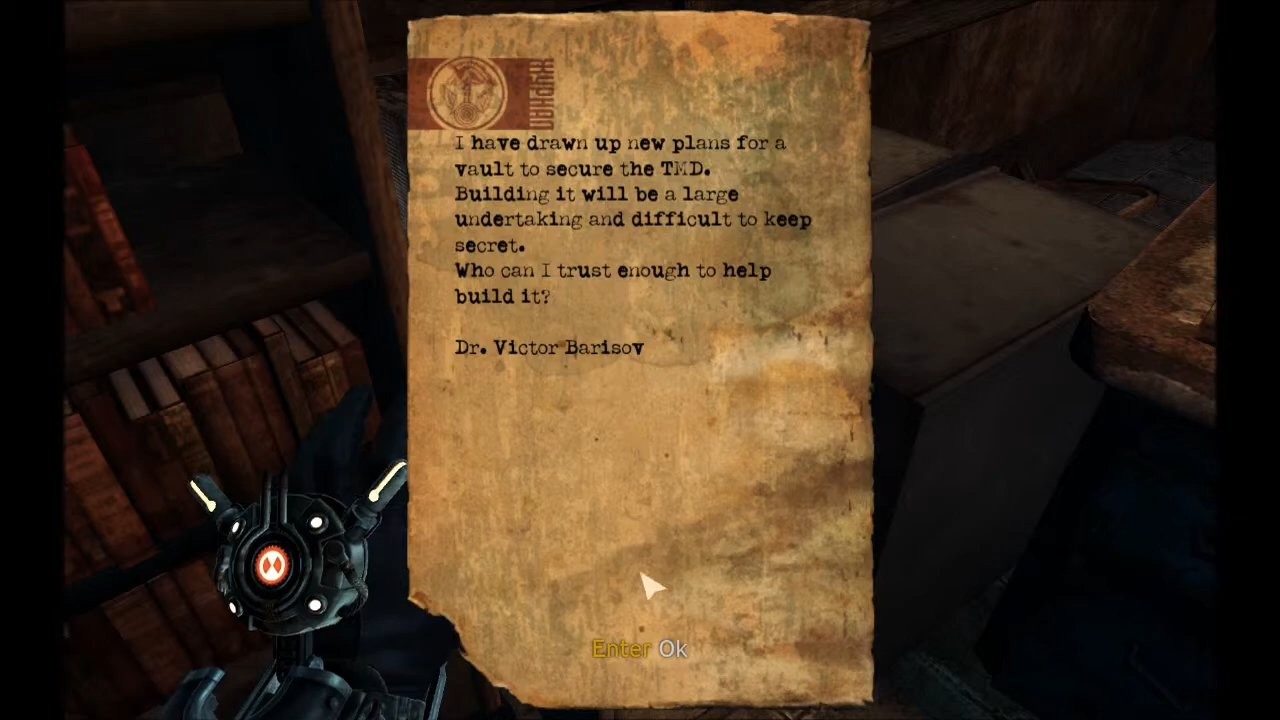 I have drawn up new plans for a
vault to secure the TMD.
Building it will be a large
undertaking and difficult to keep
secret.
Who can I trust enough to help
build it?
Dr. Victor Barisov
Enter Ok